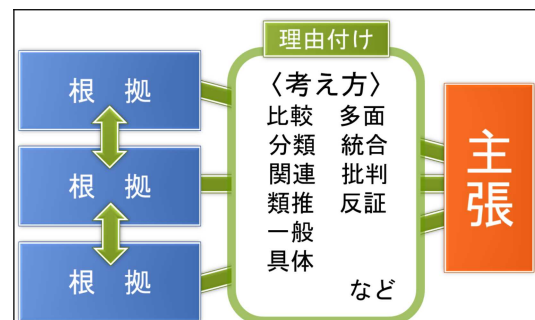 根　拠
根　拠
根　拠
理由付け
〈考え方〉
比較　多面
分類　統合
関連　批判
類推　反証
一般
具体
など
主張